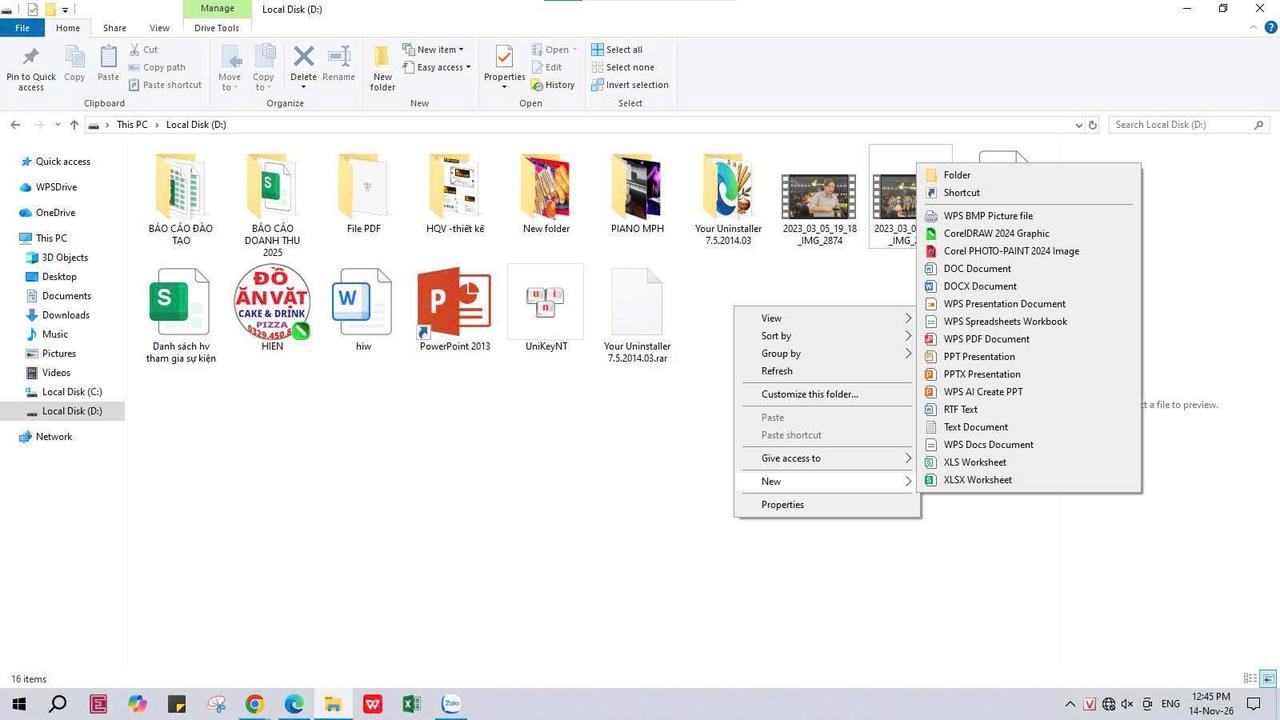 Manage
Local Disk (D:)
File
Home
Share
View
Drive Tools
Pin to Quick access
Copy
Paste
Cut
Copy path
Paste shortcut
Clipboard
Move to
Copy to
Delete
Rename
Organize
New folder
New item
Easy access
New
Properties
Open
Edit
History
Open
Select all
Select none
Invert selection
Select
This PC
Local Disk (D:)
Search Local Disk (D:)
Quick access
WPSDrive
OneDrive
This PC
3D Objects
Desktop
Documents
Downloads
Music
Pictures
Videos
Local Disk (C:)
Local Disk (D:)
Network
BÁO CÁO ĐÀO
TẠO
BÁO CÁO
DOANH THU
2025
File PDF
HQV -thiết kế
New folder
PIANO MPH
Your Uninstaller
7.5.2014.03
2023_03_05_19_18
_IMG_2874
2023_03_0
_IMG_2
Danh sách hv
tham gia sự kiện
ĐỒ
ĂN VẶT
CAKE & DRINK
PIZZA
HIEN
hiw
PowerPoint 2013
UniKeyNT
Your Uninstaller
7.5.2014.03.rar
View
Sort by
Group by
Refresh
Customize this folder...
Paste
Paste shortcut
Give access to
New
Properties
Folder
Shortcut
WPS BMP Picture file
CorelDRAW 2024 Graphic
Corel PHOTO-PAINT 2024 Image
DOC Document
DOCX Document
WPS Presentation Document
WPS Spreadsheets Workbook
WPS PDF Document
PPT Presentation
PPTX Presentation
WPS AI Create PPT
RTF Text
Text Document
WPS Docs Document
XLS Worksheet
XLSX Worksheet
ct a file to preview.
16 items
Zalo
ENG
12:45 PM
14-Nov-26